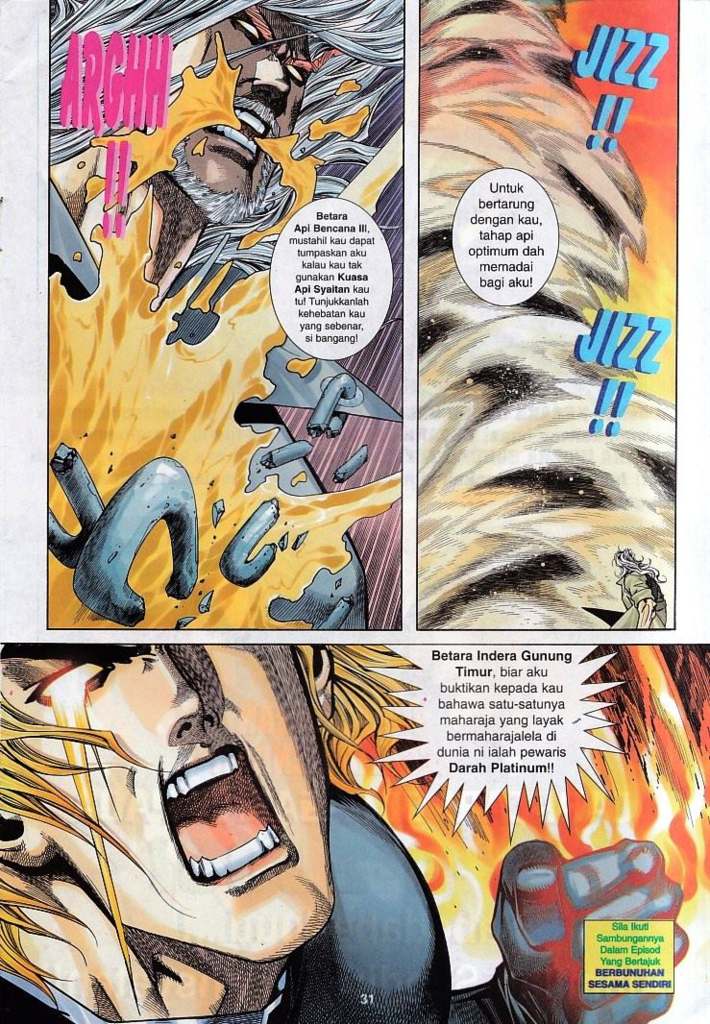 ARGHH
!!
Betara
Api Bencana III,
mustahil kau dapat
tumpaskan aku
kalau kau tak
gunakan Kuasa
Api Syaitan kau
tu! Tunjukkanlah
kehebatan kau
yang sebenar,
si bangang!
JIZZ
!!
Untuk
bertarung
dengan kau,
tahap api
optimum dah
memadai
bagi aku!
JIZZ
!!
Betara Indera Gunung
Timur, biar aku
buktikan kepada kau
bahawa satu-satunya
maharaja yang layak
bermaharajalela di
dunia ni ialah pewaris
Darah Platinum!!
Sila Ikuti
Sambungannya
Dalam Episod
Yang Bertajuk
BERBUNUHAN
SESAMA SENDIRI
31